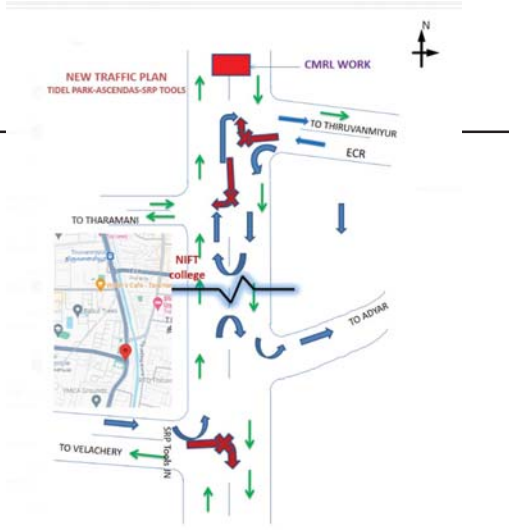 N
NEW TRAFFIC PLAN
TIDEL PARK-ASCENDAS-SRP TOOLS
CMRL WORK
TO THIRUVANMIYUR
ECR
TO THARAMANI
NIFT
college
TO ADYAR
SRP Tools JN
TO VELACHERY